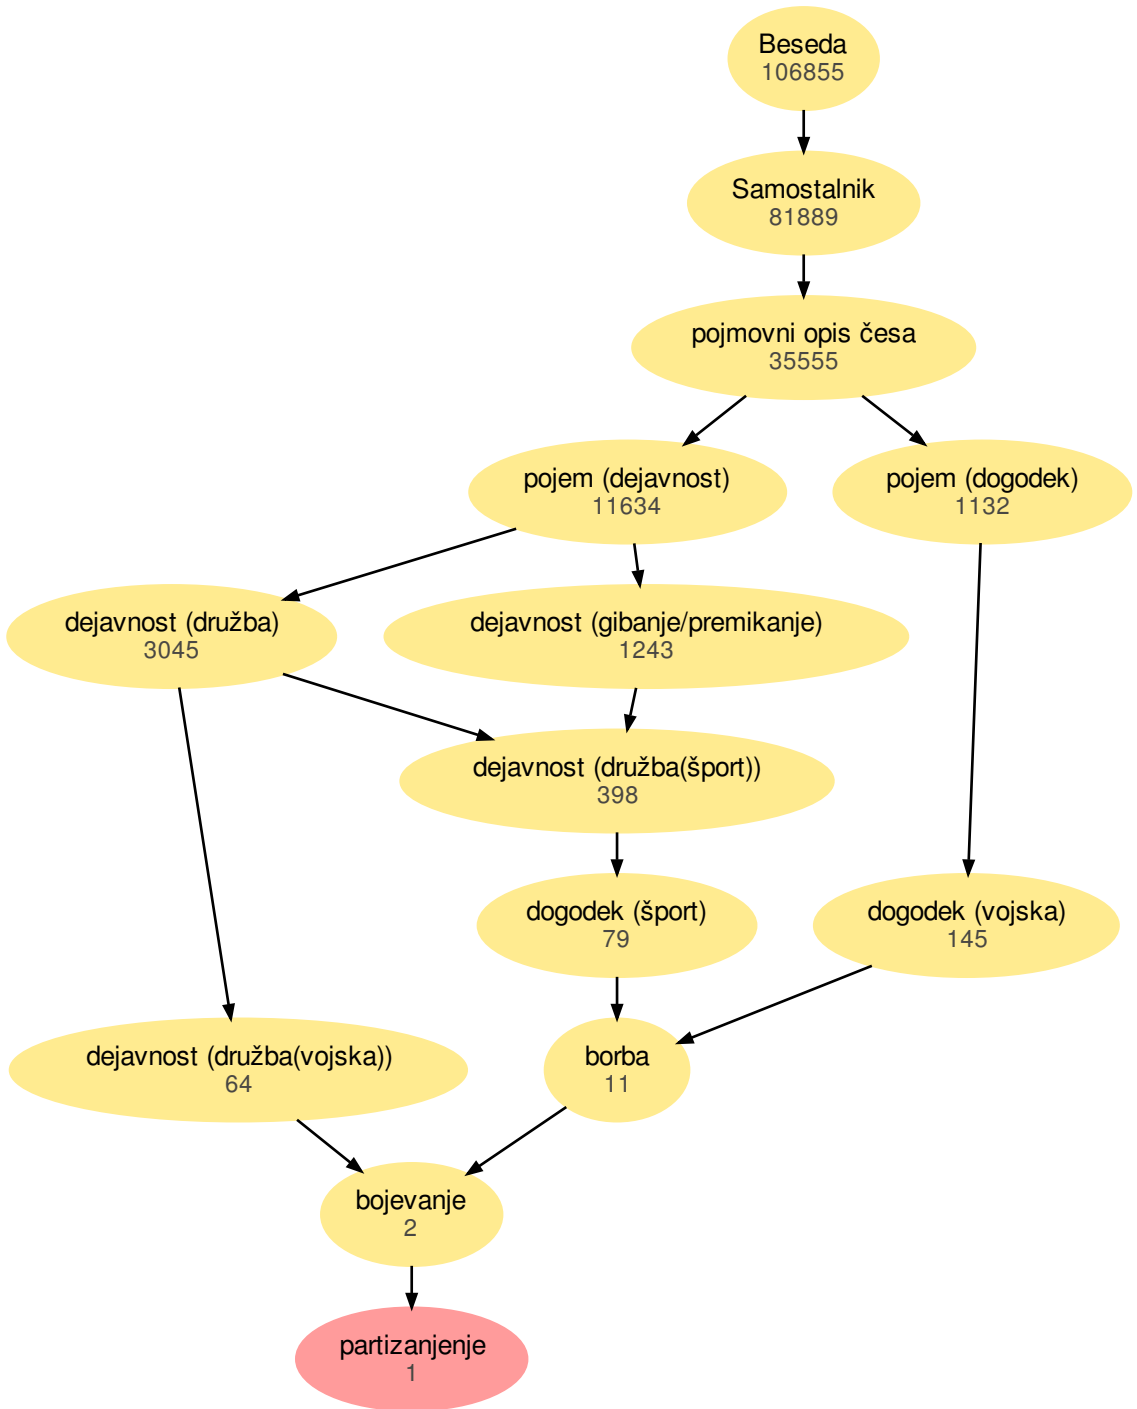 Beseda
106855
Samostalnik
81889
pojmovni opis česa
35555
pojem (dejavnost)
11634
pojem (dogodek)
1132
dejavnost (družba)
3045
dejavnost (gibanje/premikanje)
1243
dejavnost (družba(šport))
398
dogodek (šport)
79
dogodek (vojska)
145
dejavnost (družba(vojska))
64
borba
11
bojevanje
2
partizanjenje
1